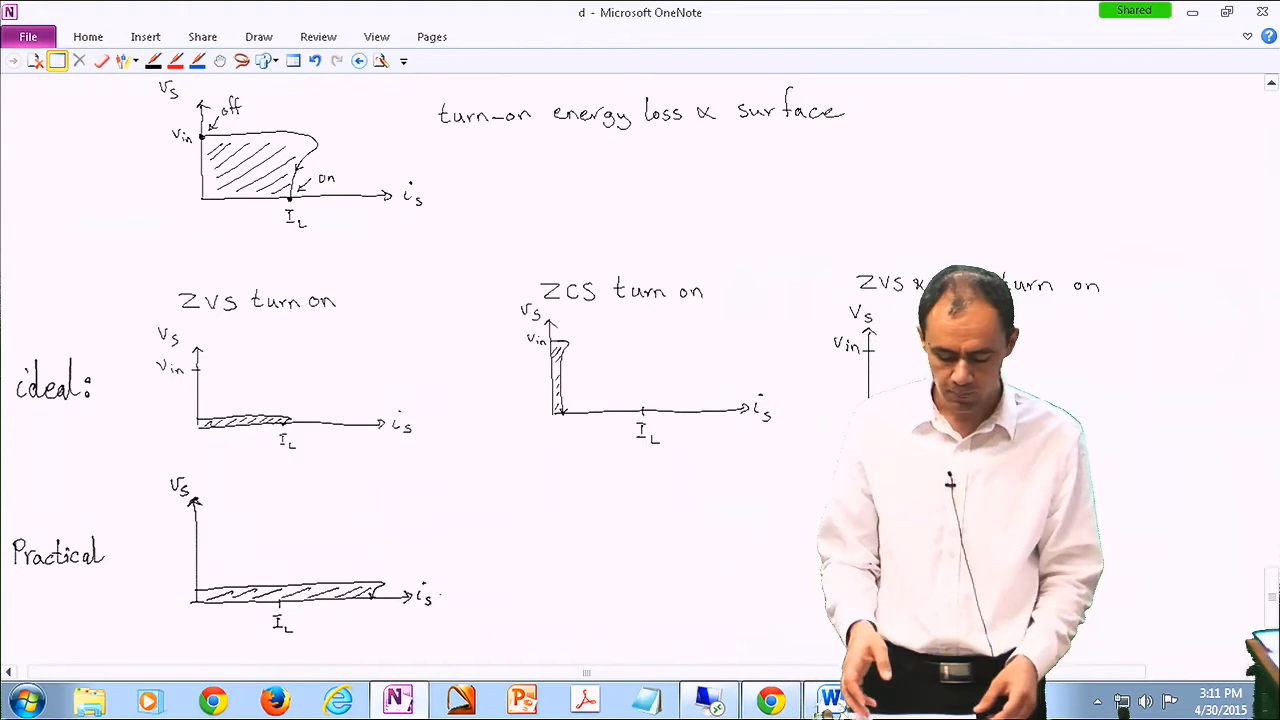 d - Microsoft OneNote
Shared
File Home Insert Share Draw Review View Pages
Vs
off
Vin
on
is
IL
turn-on energy loss ∝ surface
ZVS turn on
ZCS turn on
ZVS turn on
ideal:
Vs
Vin
is
IL
Vs
Vin
is
IL
Vs
Vin
Practical
Vs
is
IL
3:11 PM
4/30/2015